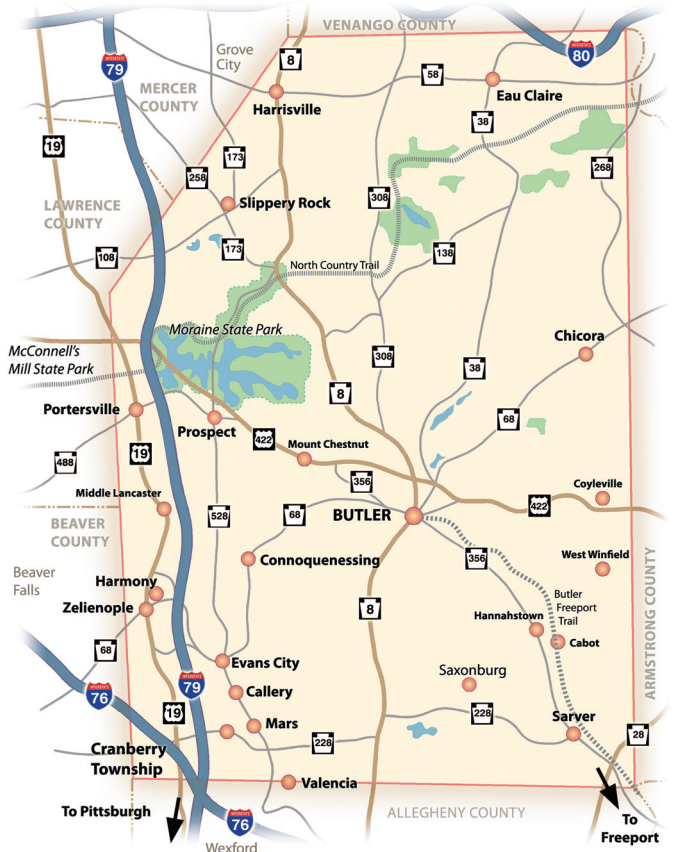 VENANGO COUNTY
INTERSTATE
79
Grove
City
8
INTERSTATE
80
58
MERCER
COUNTY
Harrisville
Eau Claire
38
19
173
258
268
308
LAWRENCE
COUNTY
Slippery Rock
173
138
108
North Country Trail
Moraine State Park
Chicora
McConnell's
Mill State Park
308
38
8
Portersville
Prospect
68
422
19
Mount Chestnut
488
356
Coyleville
Middle Lancaster
422
528
68
BUTLER
BEAVER
COUNTY
356
West Winfield
Connoquenessing
Beaver
Falls
Harmony
Butler
Freeport
Trail
ARMSTRONG COUNTY
Zelienople
8
Hannahstown
Cabot
68
Evans City
Saxonburg
INTERSTATE
79
INTERSTATE
76
Callery
19
228
Mars
Sarver
28
228
Cranberry
Township
Valencia
To Pittsburgh
ALLEGHENY COUNTY
INTERSTATE
76
To
Freeport
Wexford